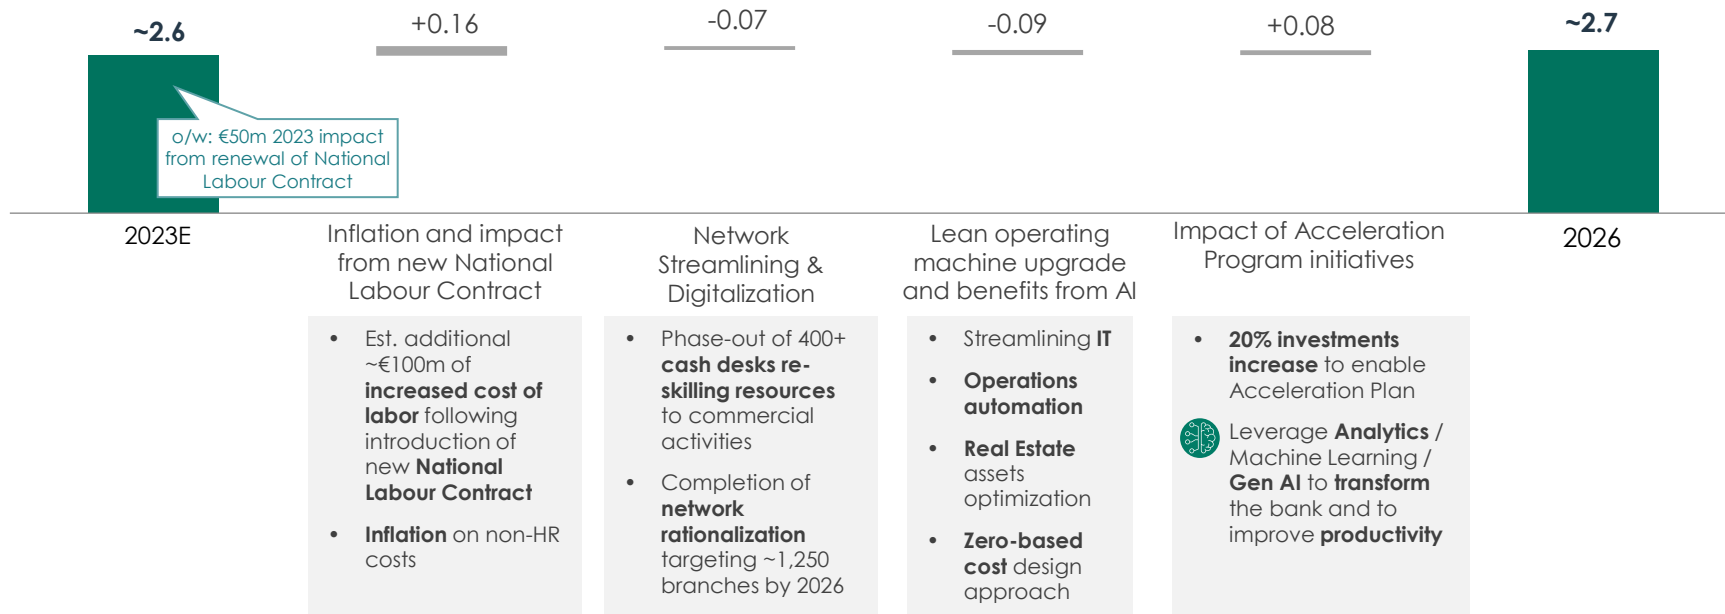 ~2.6
+0.16
-0.07
-0.09
+0.08
~2.7
o/w: €50m 2023 impact
from renewal of National
Labour Contract
2023E
Inflation and impact
from new National
Labour Contract
Network
Streamlining &
Digitalization
Lean operating
machine upgrade
and benefits from AI
Impact of Acceleration
Program initiatives
2026
• Est. additional
~€100m of
increased cost of
labor following
introduction of
new National
Labour Contract
• Inflation on non-HR
costs
• Phase-out of 400+
cash desks re-
skilling resources
to commercial
activities
• Completion of
network
rationalization
targeting ~1,250
branches by 2026
• Streamlining IT
• Operations
automation
• Real Estate
assets
optimization
• Zero-based
cost design
approach
• 20% investments
increase to enable
Acceleration Plan
Leverage Analytics /
Machine Learning /
Gen AI to transform
the bank and to
improve productivity